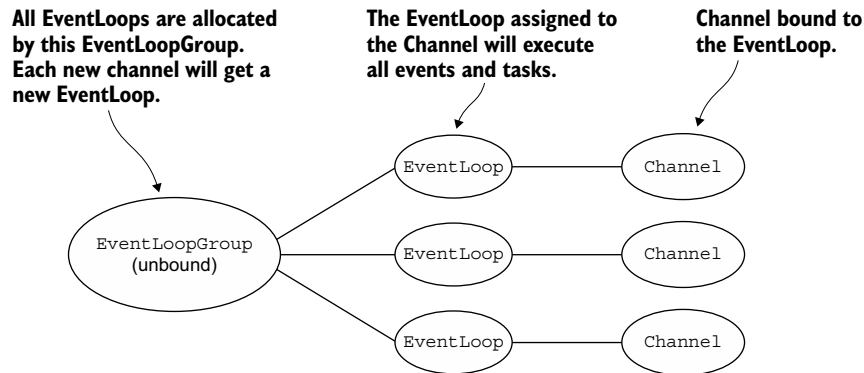 All EventLoops are allocated
by this EventLoopGroup.
Each new channel will get a
new EventLoop.
The EventLoop assigned to
the Channel will execute
all events and tasks.
Channel bound to
the EventLoop.
EventLoop
Channel
EventLoopGroup
(unbound)
EventLoop
Channel
EventLoop
Channel